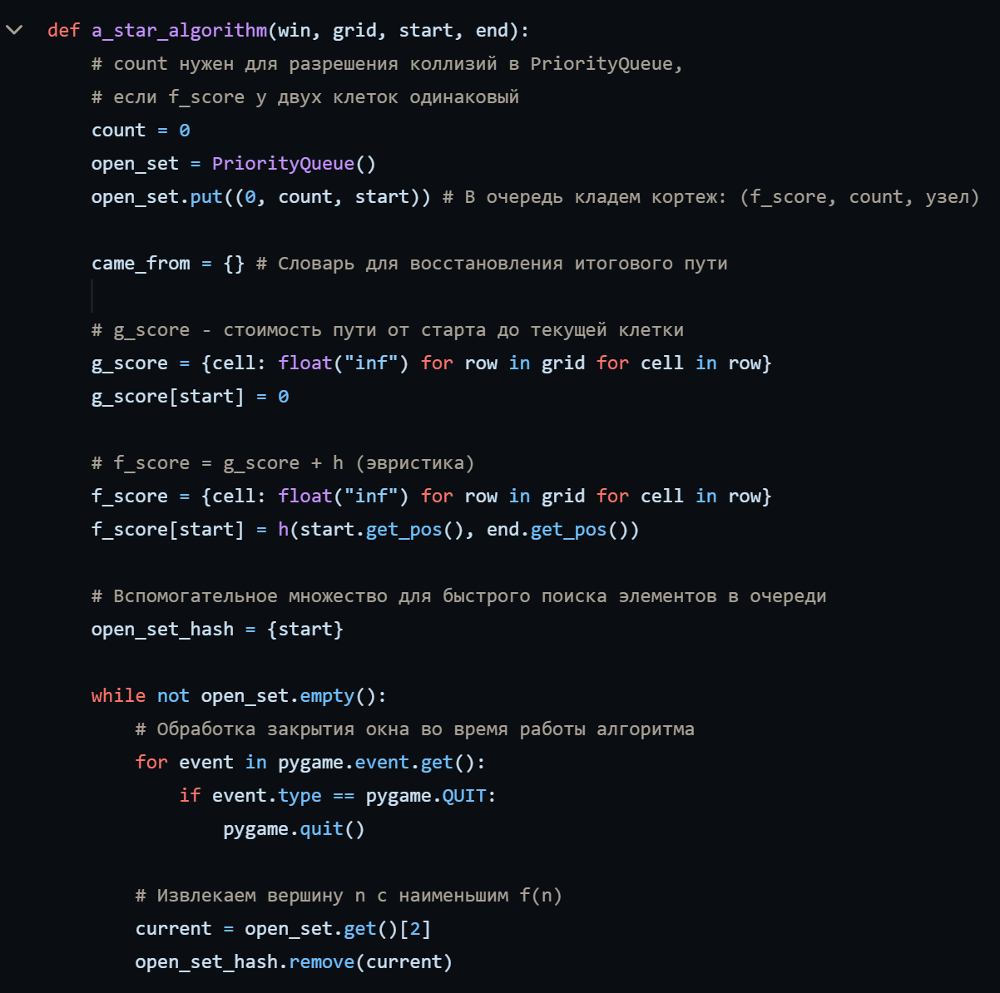 def a_star_algorithm(win, grid, start, end):
    # count нужен для разрешения коллизий в PriorityQueue,
    # если f_score у двух клеток одинаковый
    count = 0
    open_set = PriorityQueue()
    open_set.put((0, count, start)) # В очередь кладем кортеж: (f_score, count, узел)

    came_from = {} # Словарь для восстановления итогового пути

    # g_score - стоимость пути от старта до текущей клетки
    g_score = {cell: float("inf") for row in grid for cell in row}
    g_score[start] = 0

    # f_score = g_score + h (эвристика)
    f_score = {cell: float("inf") for row in grid for cell in row}
    f_score[start] = h(start.get_pos(), end.get_pos())

    # Вспомогательное множество для быстрого поиска элементов в очереди
    open_set_hash = {start}

    while not open_set.empty():
        # Обработка закрытия окна во время работы алгоритма
        for event in pygame.event.get():
            if event.type == pygame.QUIT:
                pygame.quit()

        # Извлекаем вершину n с наименьшим f(n)
        current = open_set.get()[2]
        open_set_hash.remove(current)